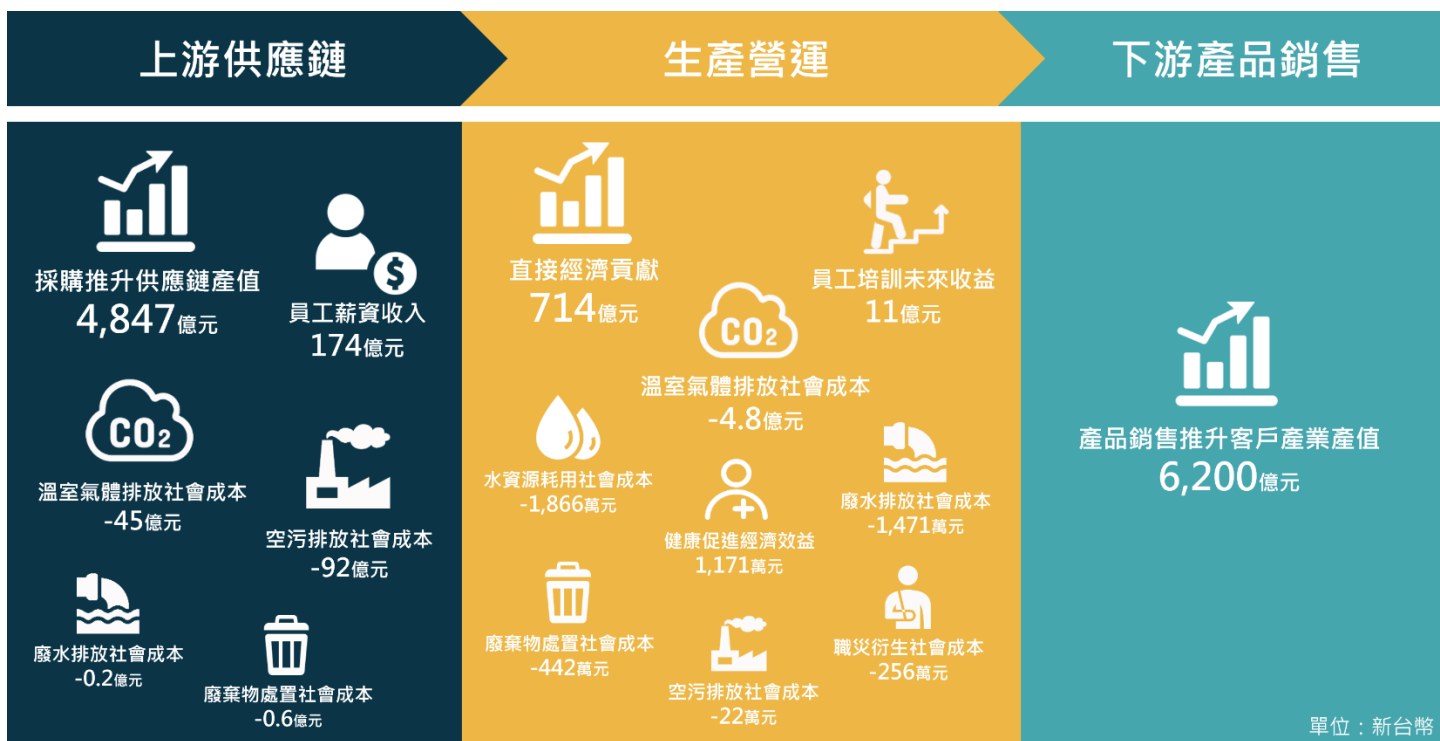 上游供應鏈
生產營運
下游產品銷售
採購推升供應鏈產值
4,847億元
$
員工薪資收入
174億元
CO2
溫室氣體排放社會成本
-45億元
空污排放社會成本
-92億元
廢水排放社會成本
-0.2億元
廢棄物處置社會成本
-0.6億元
直接經濟貢獻
714億元
員工培訓未來收益
11億元
CO2
溫室氣體排放社會成本
-4.8億元
水資源耗用社會成本
-1,866萬元
健康促進經濟效益
1,171萬元
廢水排放社會成本
-1,471萬元
廢棄物處置社會成本
-442萬元
空污排放社會成本
-22萬元
職災衍生社會成本
-256萬元
產品銷售推升客戶產業產值
6,200億元
單位：新台幣